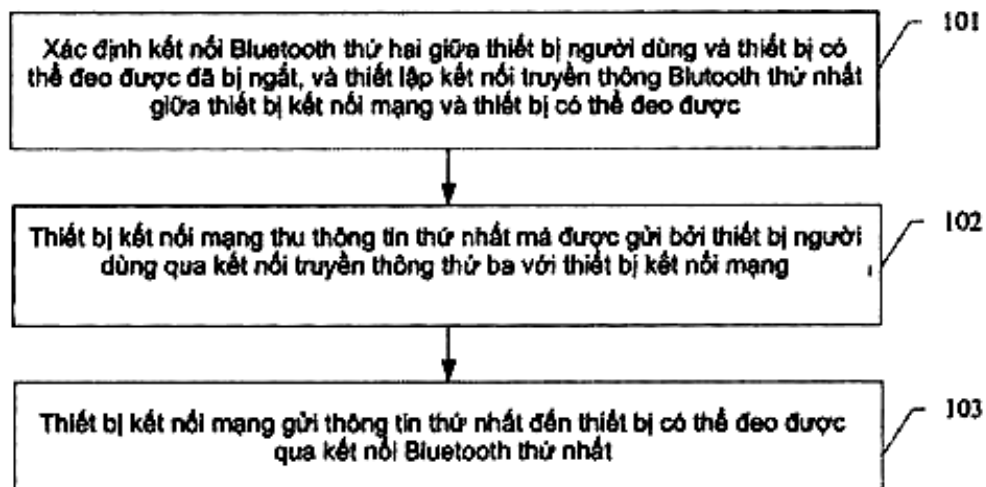 101
Xác định kết nối Bluetooth thứ hai giữa thiết bị người dùng và thiết bị có
thể đeo được đã bị ngắt, và thiết lập kết nối truyền thông Blutooth thứ nhất
giữa thiết bị kết nối mạng và thiết bị có thể đeo được
102
Thiết bị kết nối mạng thu thông tin thứ nhất mà được gửi bởi thiết bị người
dùng qua kết nối truyền thông thứ ba với thiết bị kết nối mạng
103
Thiết bị kết nối mạng gửi thông tin thứ nhất đến thiết bị có thể đeo được
qua kết nối Bluetooth thứ nhất